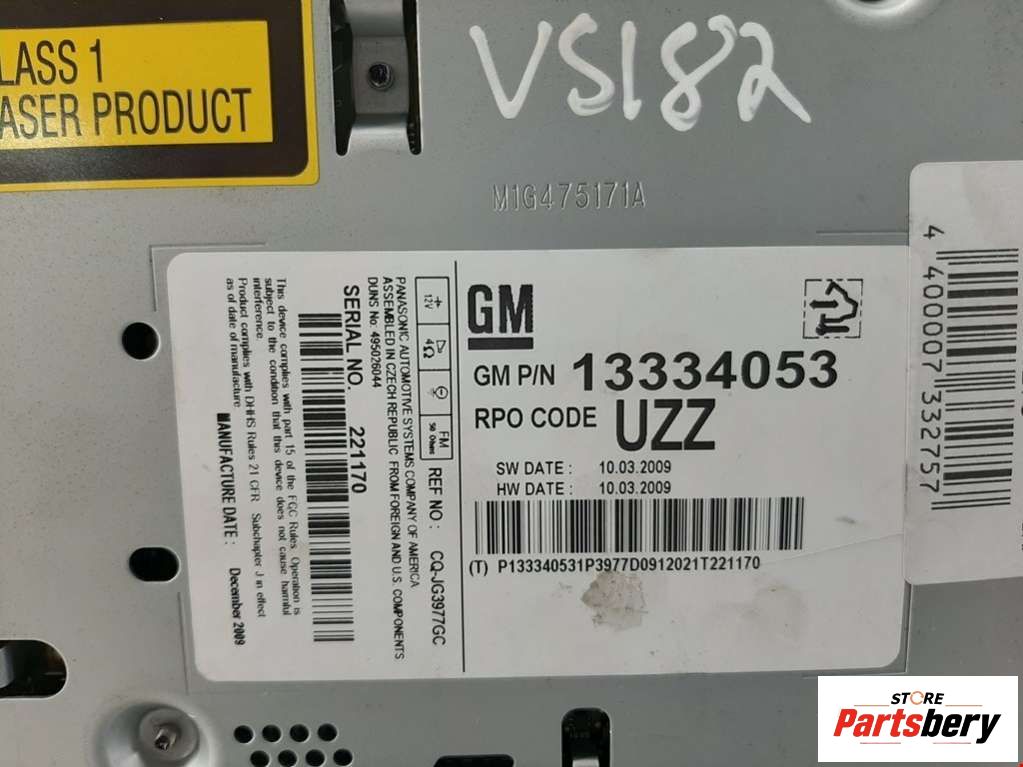 LASS 1
ASER PRODUCT
VS182
M1G475171A
GM
GM P/N 13334053
RPO CODE UZZ
SW DATE : 10.03.2009
HW DATE : 10.03.2009
(T) P133340531P3977D0912021T221170
+ 12V
4Ω
FM
50 Ohms
REF NO : CQ-JG3977GC
PANASONIC AUTOMOTIVE SYSTEMS COMPANY OF AMERICA
ASSEMBLED IN CZECH REPUBLIC FROM FOREIGN AND U.S. COMPONENTS
DUNS No: 495026044
SERIAL NO. 221170
This device complies with part 15 of the FCC Rules. Operation is
subject to the condition that this device does not cause harmful
interference.
Product complies with DHHS Rules 21 CFR Subchapter J in effect
as of date of manufacture.
MANUFACTURE DATE : December 2009
4 400007 332757
STORE
Partsbery